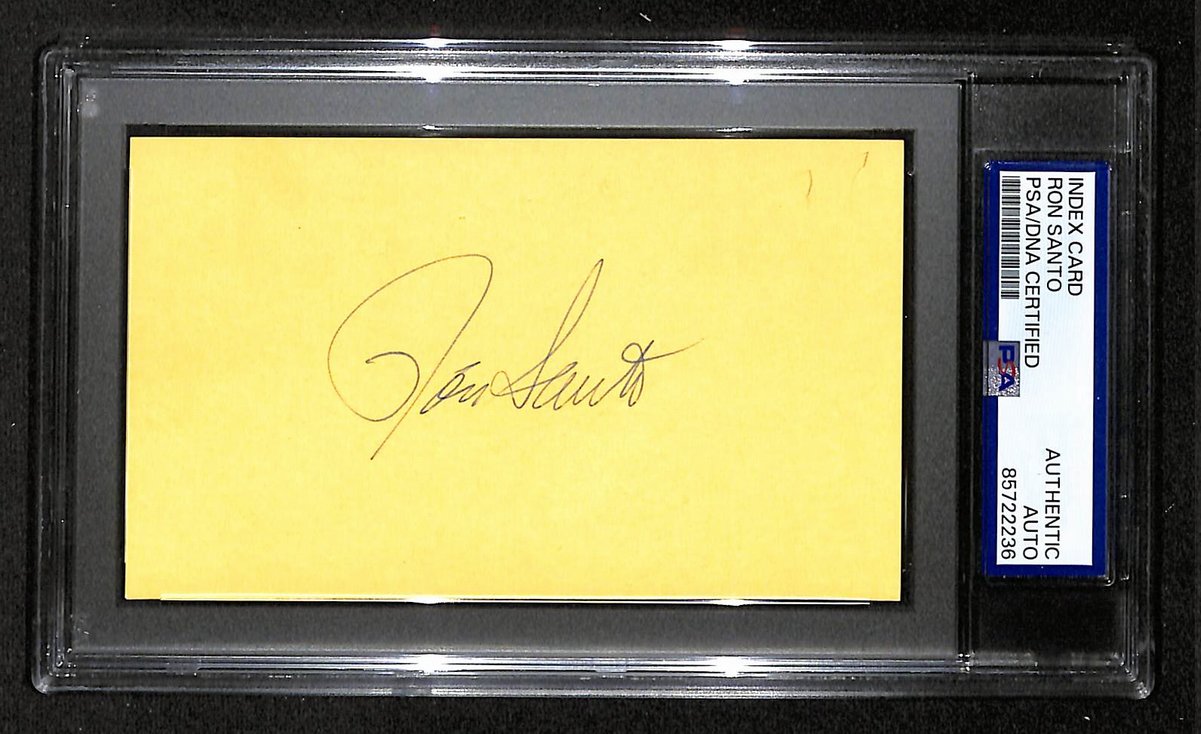 Ron Santo
INDEX CARD
RON SANTO
PSA/DNA CERTIFIED
PSA
AUTHENTIC
AUTO
85722236